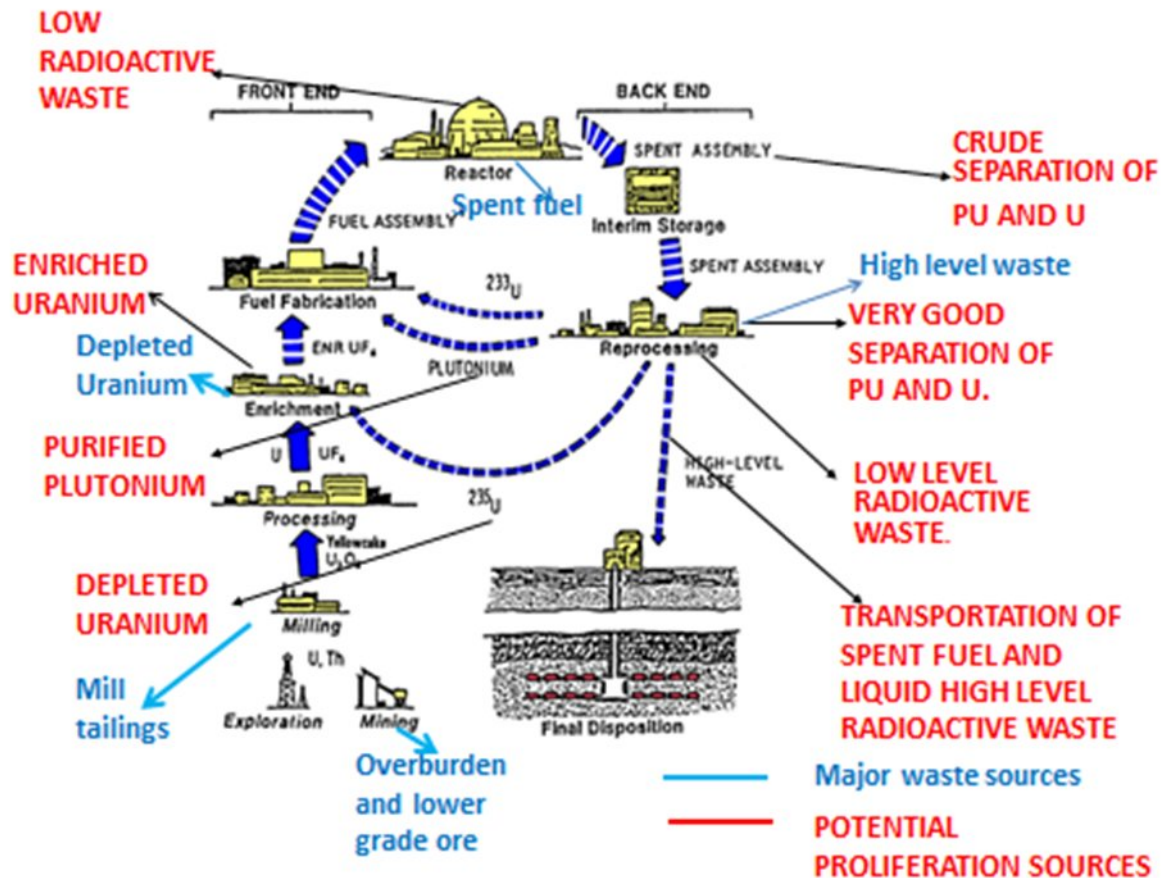 LOW
RADIOACTIVE
WASTE
FRONT END
BACK END
Reactor
SPENT ASSEMBLY
CRUDE
SEPARATION OF
PU AND U
Spent fuel
FUEL ASSEMBLY
Interim Storage
ENRICHED
URANIUM
Fuel Fabrication
233U
SPENT ASSEMBLY
High level waste
VERY GOOD
SEPARATION OF
PU AND U.
Depleted
Uranium
ENR UF₆
PLUTONIUM
Reprocessing
Enrichment
PURIFIED
PLUTONIUM
U UF₆
HIGH-LEVEL
WASTE
LOW LEVEL
RADIOACTIVE
WASTE.
Processing
235U
Yellowcake
U₃O₈
DEPLETED
URANIUM
Milling
TRANSPORTATION OF
SPENT FUEL AND
LIQUID HIGH LEVEL
RADIOACTIVE WASTE
U, Th
Mill
tailings
Exploration
Mining
Final Disposition
Overburden
and lower
grade ore
Major waste sources
POTENTIAL
PROLIFERATION SOURCES